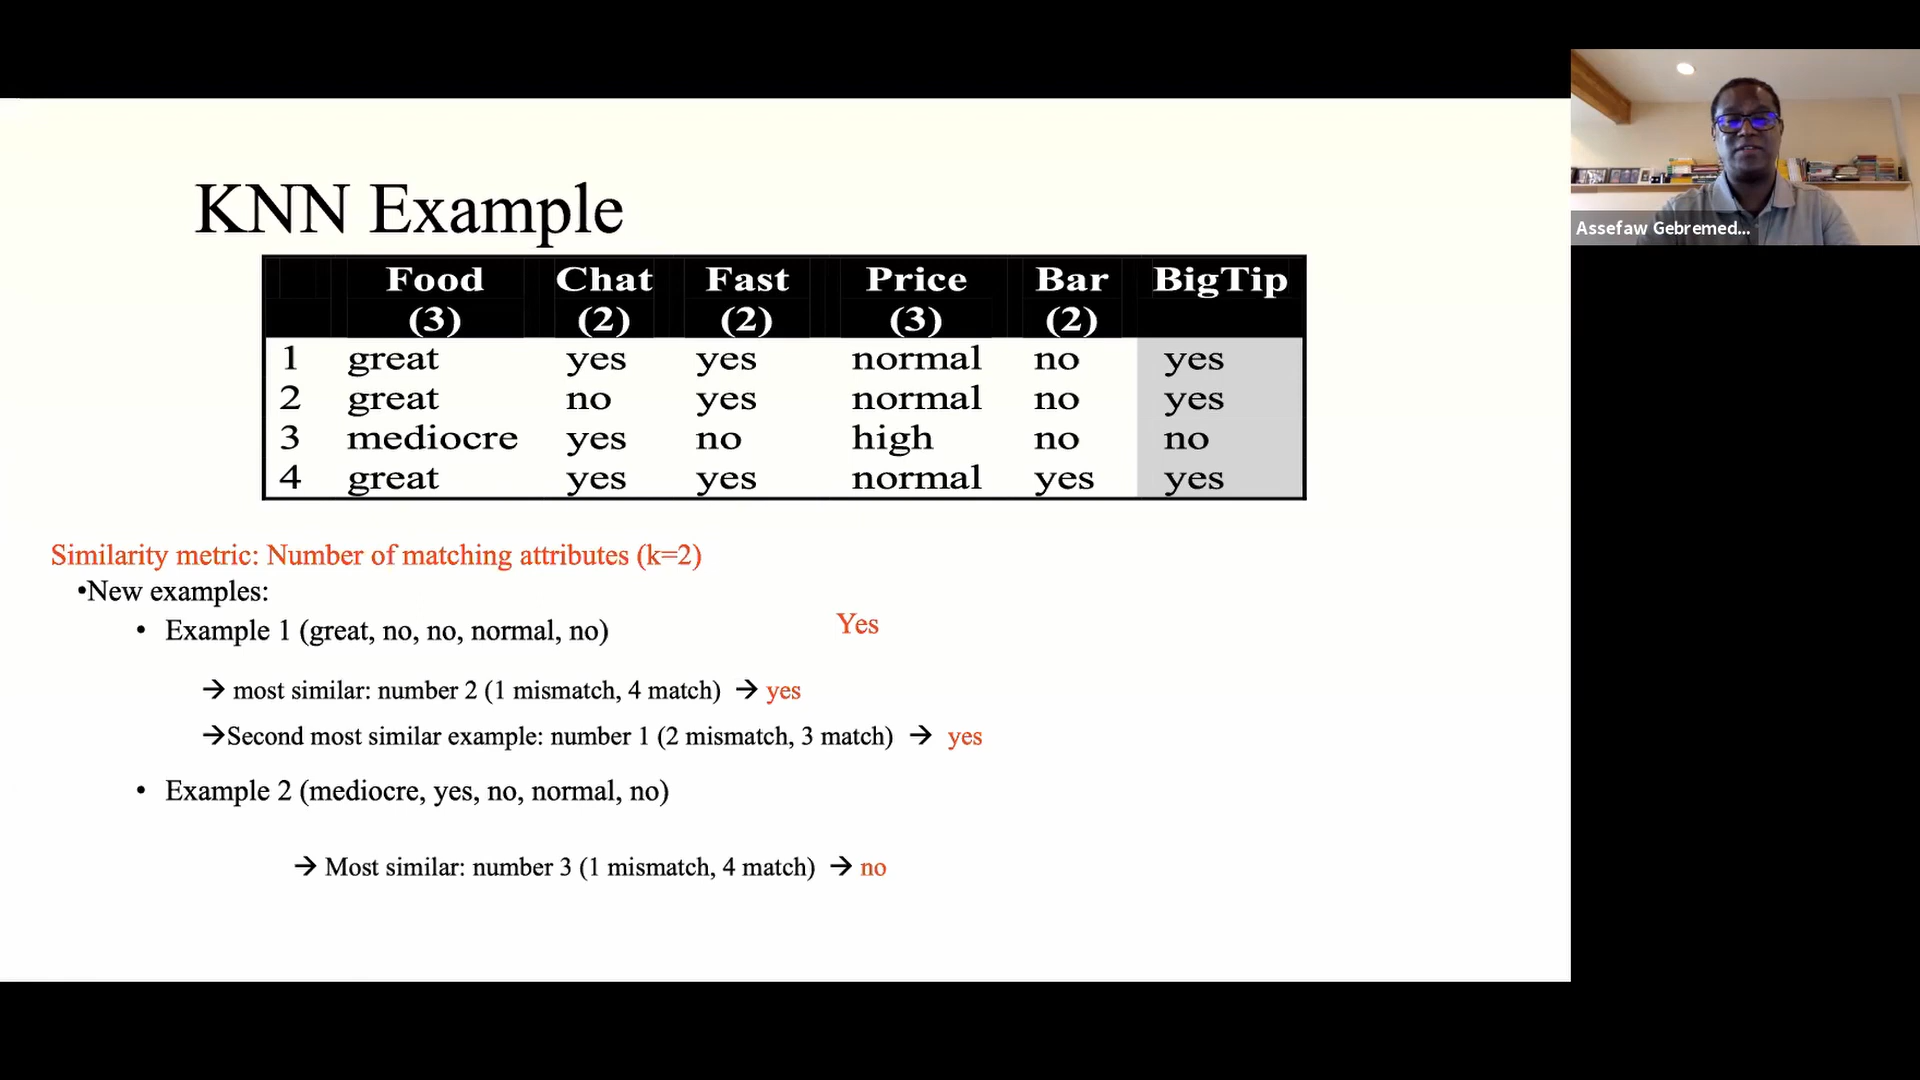 KNN Example
Food Chat Fast Price Bar BigTip
(3) (2) (2) (3) (2)
1 great yes yes normal no yes
2 great no yes normal no yes
3 mediocre yes no high no no
4 great yes yes normal yes yes
Similarity metric: Number of matching attributes (k=2)
•New examples:
• Example 1 (great, no, no, normal, no) Yes
→ most similar: number 2 (1 mismatch, 4 match) → yes
→Second most similar example: number 1 (2 mismatch, 3 match) → yes
• Example 2 (mediocre, yes, no, normal, no)
→ Most similar: number 3 (1 mismatch, 4 match) → no
Assefaw Gebremed...